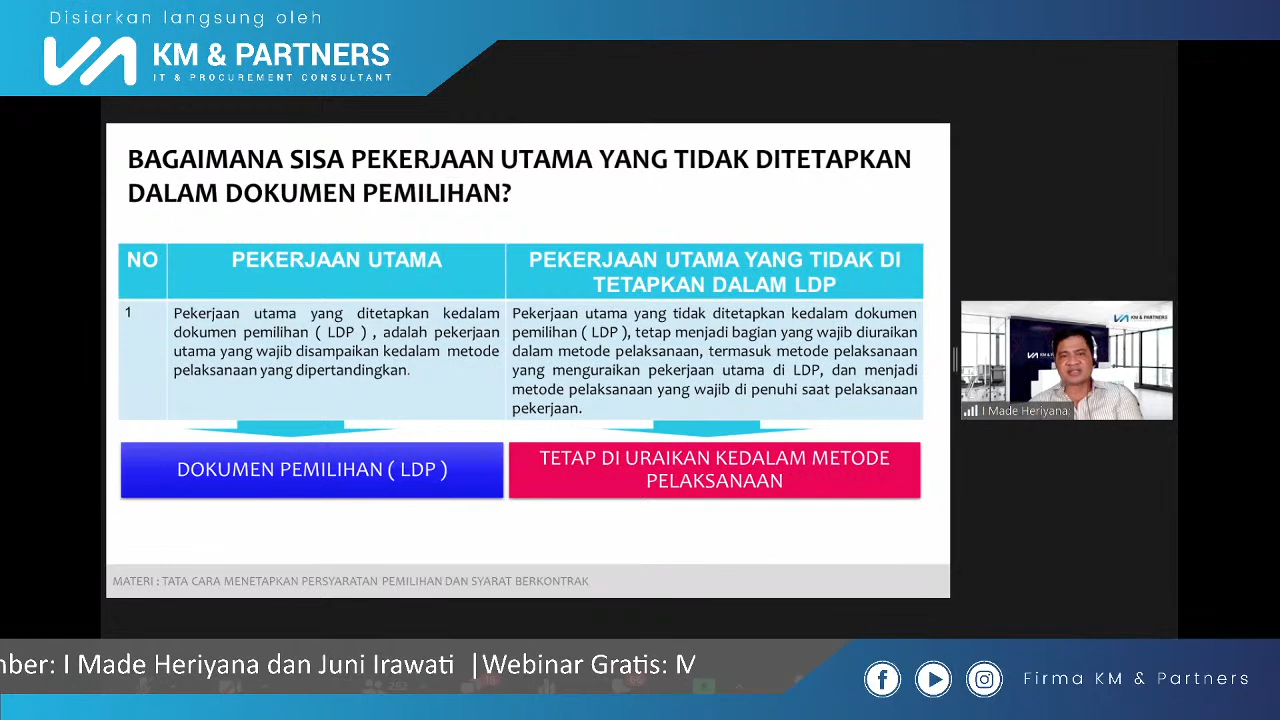 Disiarkan langsung oleh
KM & PARTNERS
IT & PROCUREMENT CONSULTANT
BAGAIMANA SISA PEKERJAAN UTAMA YANG TIDAK DITETAPKAN
DALAM DOKUMEN PEMILIHAN?
NO
PEKERJAAN UTAMA
PEKERJAAN UTAMA YANG TIDAK DI
TETAPKAN DALAM LDP
1
Pekerjaan utama yang ditetapkan kedalam
dokumen pemilihan ( LDP ) , adalah pekerjaan
utama yang wajib disampaikan kedalam metode
pelaksanaan yang dipertandingkan.
Pekerjaan utama yang tidak ditetapkan kedalam dokumen
pemilihan ( LDP ), tetap menjadi bagian yang wajib diuraikan
dalam metode pelaksanaan, termasuk metode pelaksanaan
yang menguraikan pekerjaan utama di LDP, dan menjadi
metode pelaksanaan yang wajib di penuhi saat pelaksanaan
pekerjaan.
DOKUMEN PEMILIHAN ( LDP )
TETAP DI URAIKAN KEDALAM METODE
PELAKSANAAN
MATERI : TATA CARA MENETAPKAN PERSYARATAN PEMILIHAN DAN SYARAT BERKONTRAK
KM & PARTNERS
I Made Heriyana:
mber: I Made Heriyana dan Juni Irawati |Webinar Gratis: M
Firma KM & Partners